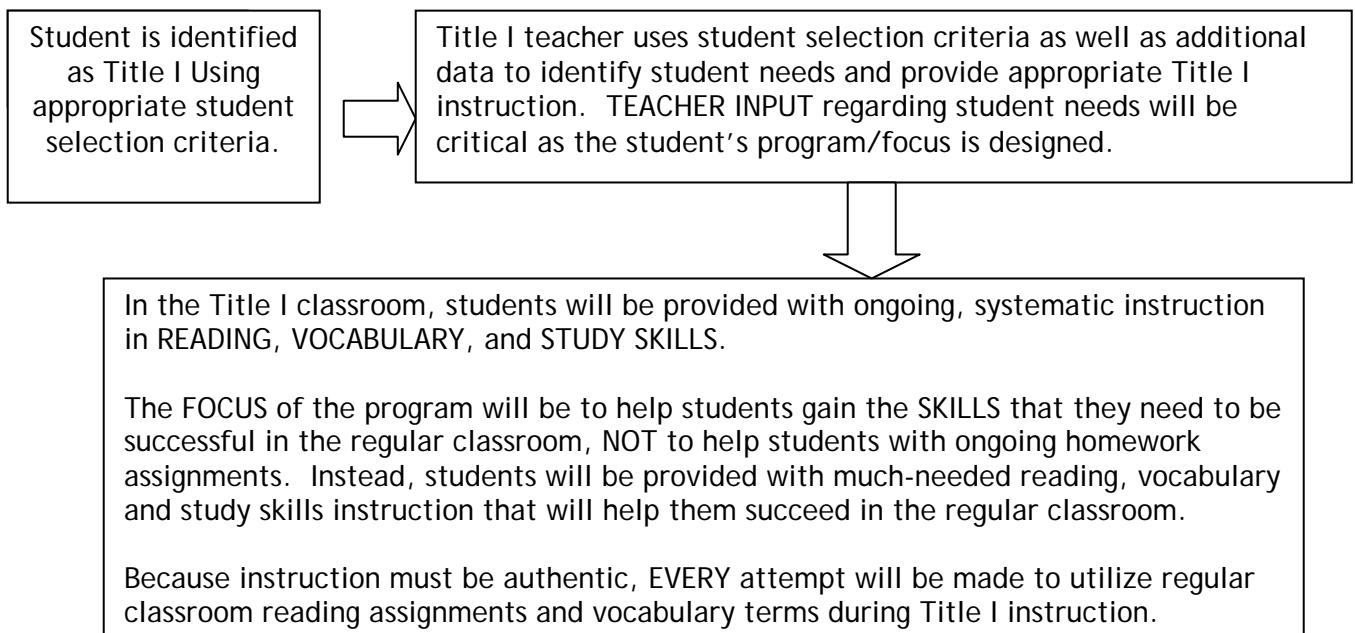 Student is identified
as Title I Using
appropriate student
selection criteria.
Title I teacher uses student selection criteria as well as additional
data to identify student needs and provide appropriate Title I
instruction.  TEACHER INPUT regarding student needs will be
critical as the student’s program/focus is designed.
In the Title I classroom, students will be provided with ongoing, systematic instruction
in READING, VOCABULARY, and STUDY SKILLS.
The FOCUS of the program will be to help students gain the SKILLS that they need to be
successful in the regular classroom, NOT to help students with ongoing homework
assignments.  Instead, students will be provided with much-needed reading, vocabulary
and study skills instruction that will help them succeed in the regular classroom.
Because instruction must be authentic, EVERY attempt will be made to utilize regular
classroom reading assignments and vocabulary terms during Title I instruction.